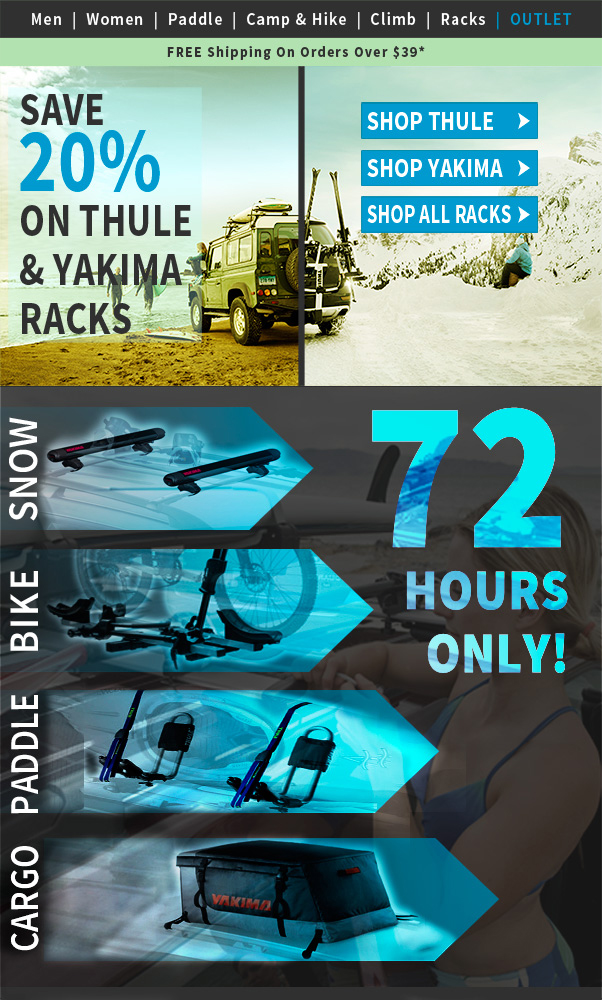 Men | Women | Paddle | Camp & Hike | Climb | Racks | OUTLET
FREE Shipping On Orders Over $39*
SAVE
20%
ON THULE
& YAKIMA
RACKS
SHOP THULE
SHOP YAKIMA
SHOP ALL RACKS
72
HOURS
ONLY!
SNOW
BIKE
PADDLE
CARGO
YAKIMA